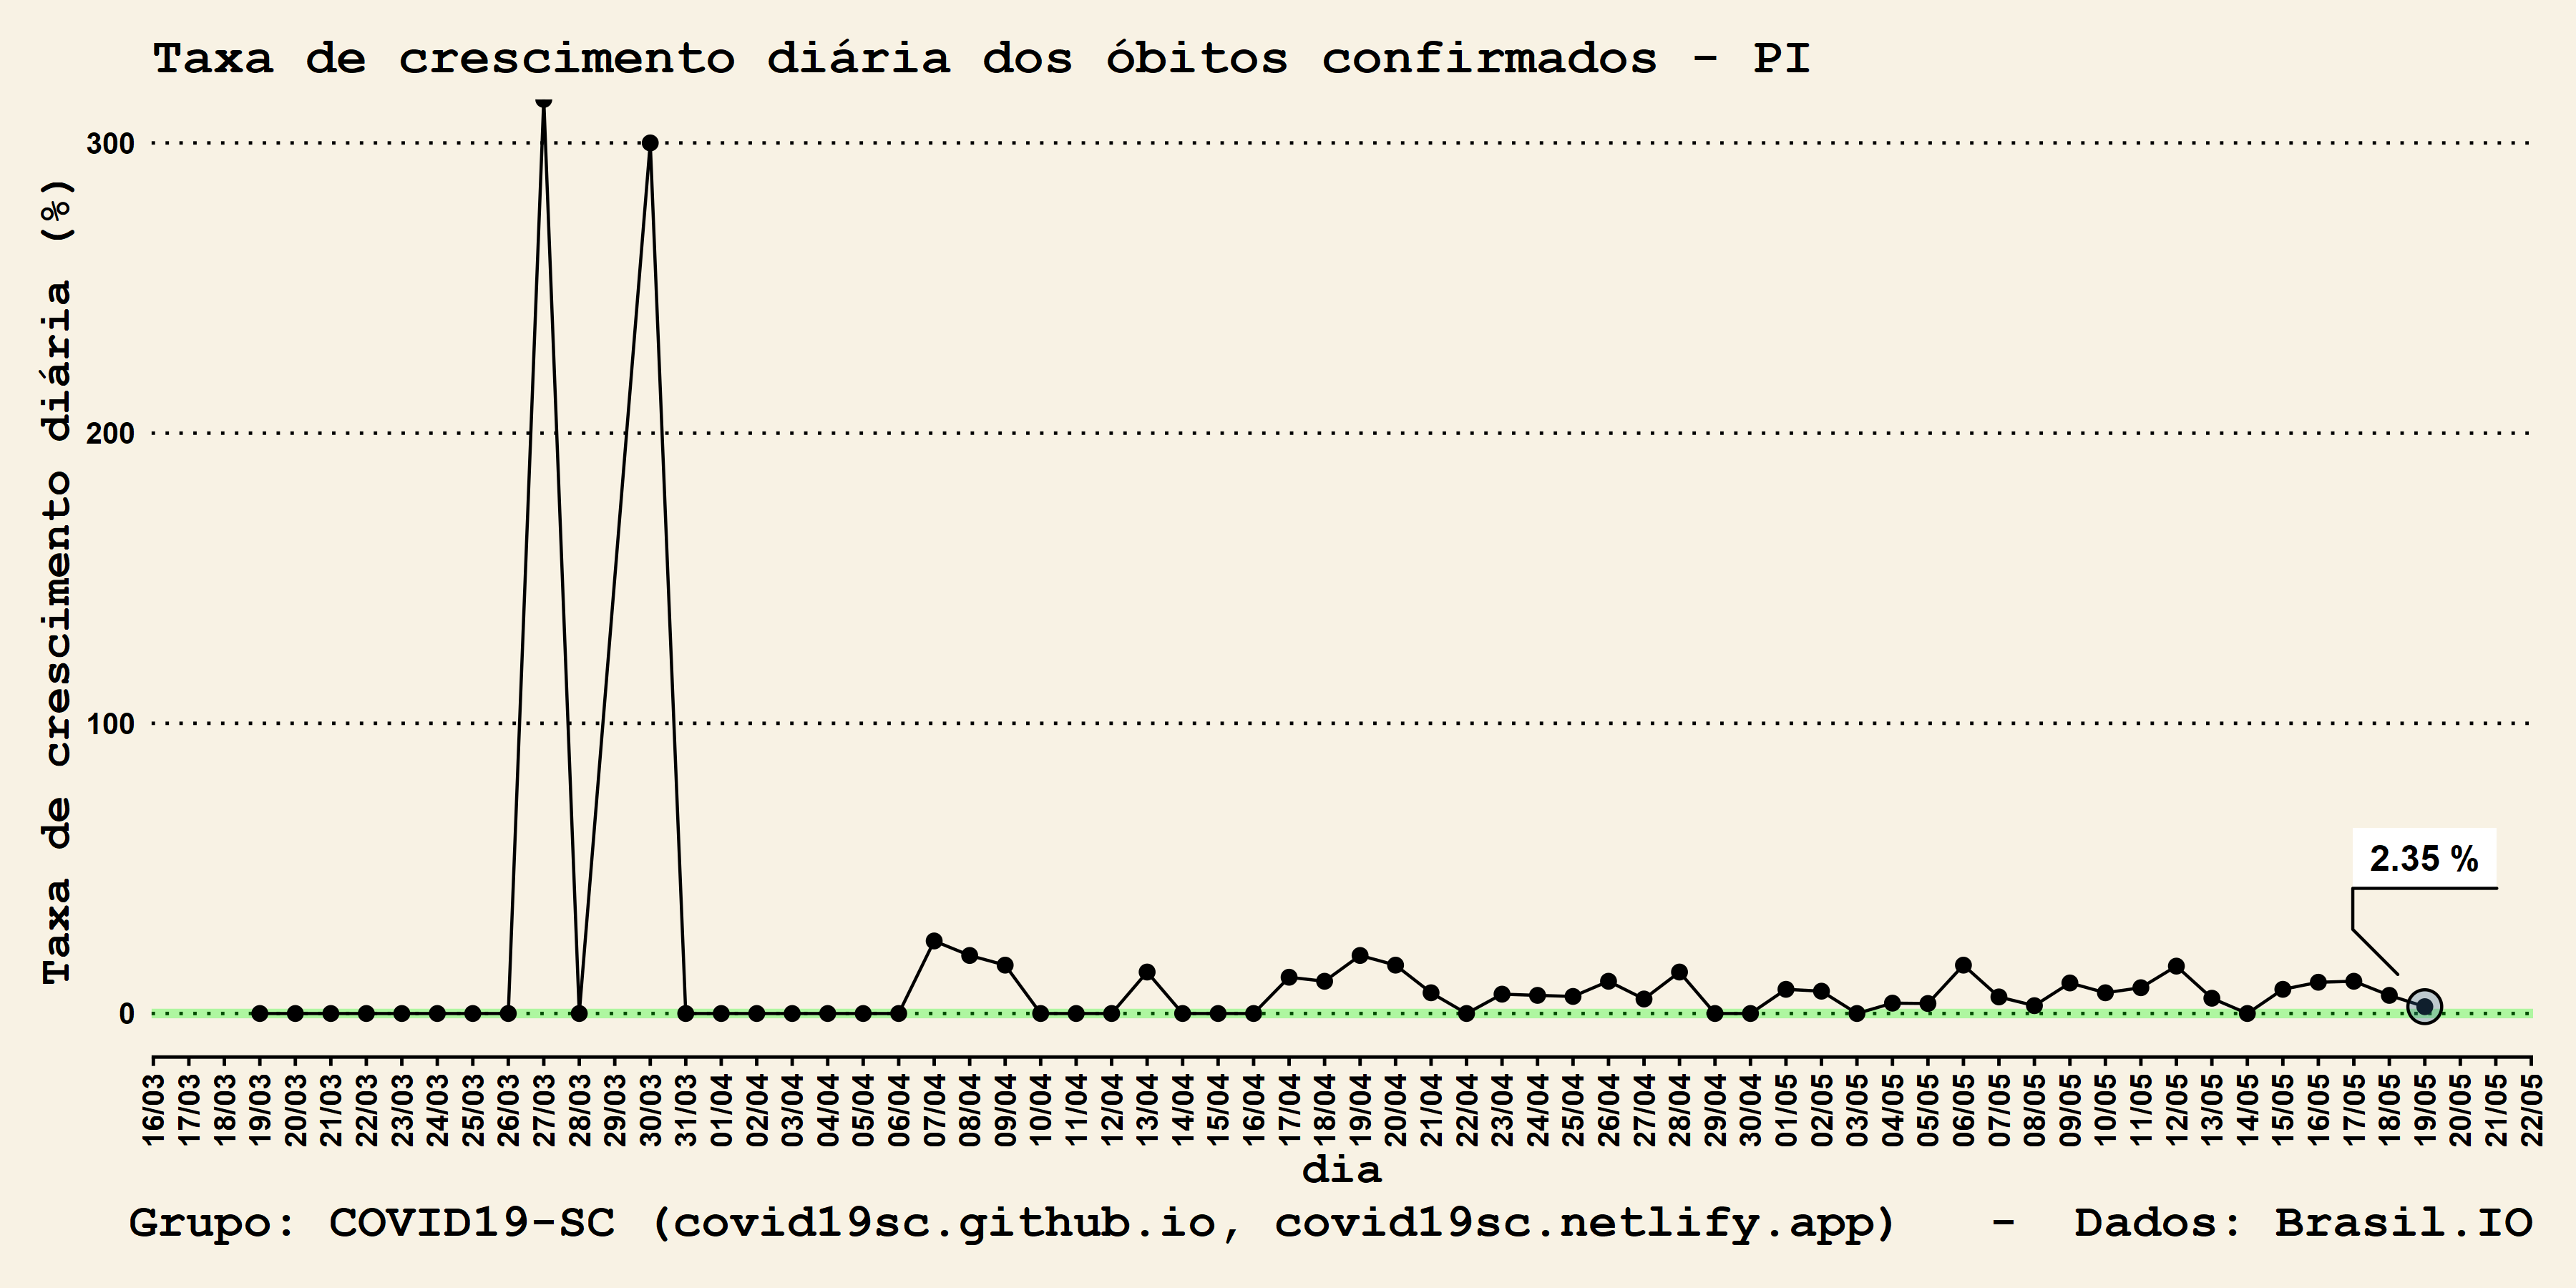 Taxa de crescimento diária dos óbitos confirmados - PI
Taxa de crescimento diária (%)
300
200
100
0
2.35 %
16/03 17/03 18/03 19/03 20/03 21/03 22/03 23/03 24/03 25/03 26/03 27/03 28/03 29/03 30/03 31/03 01/04 02/04 03/04 04/04 05/04 06/04 07/04 08/04 09/04 10/04 11/04 12/04 13/04 14/04 15/04 16/04 17/04 18/04 19/04 20/04 21/04 22/04 23/04 24/04 25/04 26/04 27/04 28/04 29/04 30/04 01/05 02/05 03/05 04/05 05/05 06/05 07/05 08/05 09/05 10/05 11/05 12/05 13/05 14/05 15/05 16/05 17/05 18/05 19/05 20/05 21/05 22/05
dia
Grupo: COVID19-SC (covid19sc.github.io, covid19sc.netlify.app) - Dados: Brasil.IO